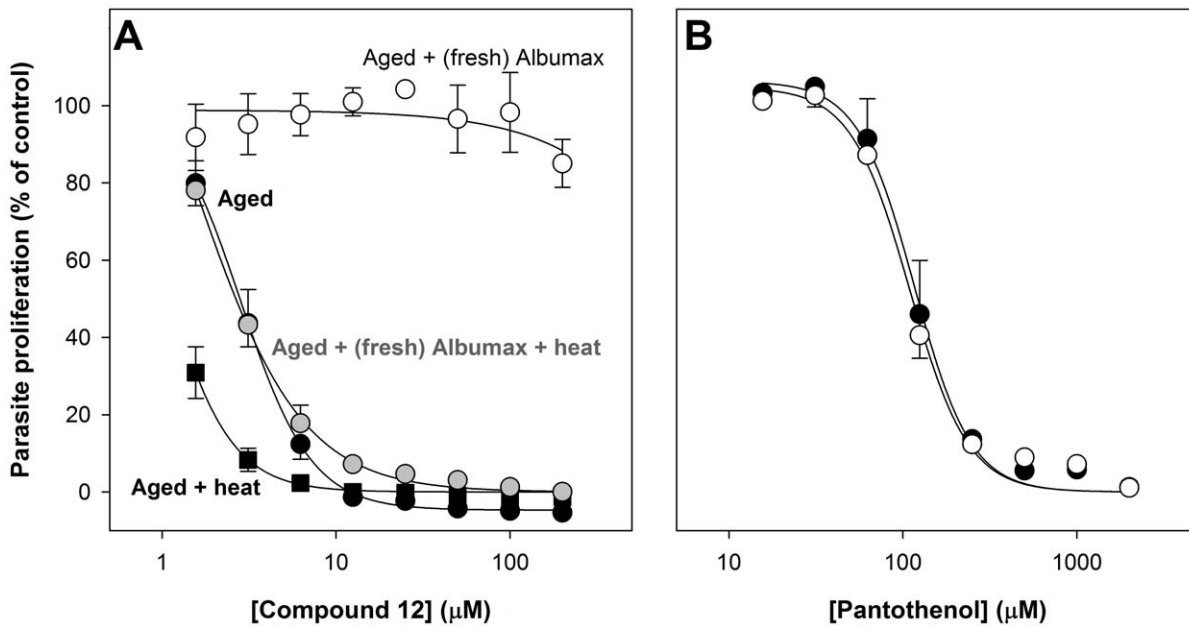 A
Aged + (fresh) Albumax
Aged
Aged + (fresh) Albumax + heat
Aged + heat
Parasite proliferation (% of control)
100
80
60
40
20
0
1
10
100
[Compound 12] (μM)
B
10
100
1000
[Pantothenol] (μM)